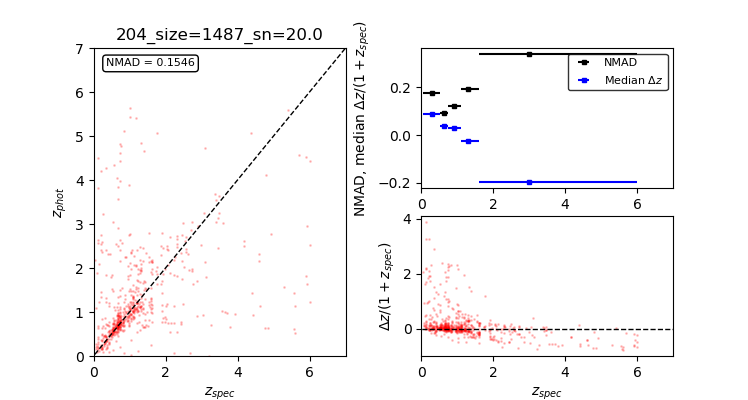 204_size=1487_sn=20.0
NMAD = 0.1546
z_phot
7
6
5
4
3
2
1
0
0 2 4 6
z_spec
NMAD, median Δz/(1 + z_spec)
NMAD
Median Δz
0.2
0.0
−0.2
0 2 4 6
Δz/(1 + z_spec)
4
2
0
0 2 4 6
z_spec